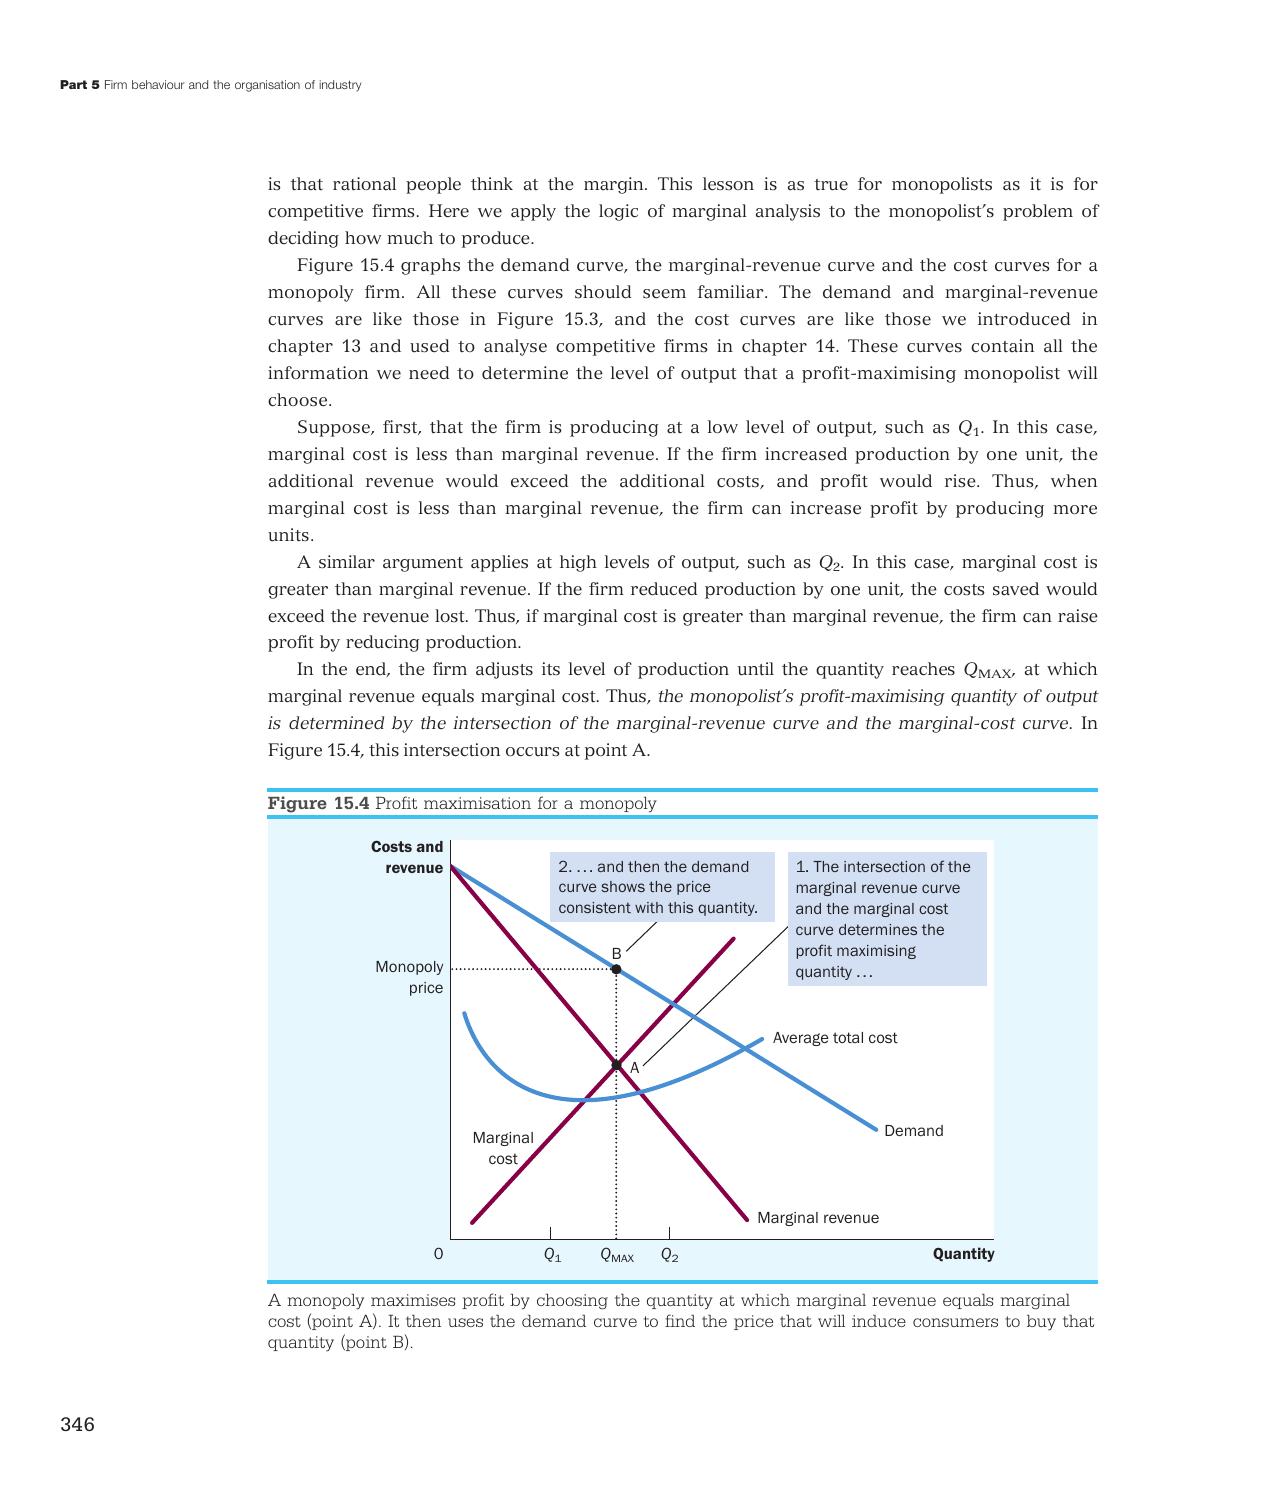 Part 5 Firm behaviour and the organisation of industry
is that rational people think at the margin. This lesson is as true for monopolists as it is for
competitive firms. Here we apply the logic of marginal analysis to the monopolist’s problem of
deciding how much to produce.
Figure 15.4 graphs the demand curve, the marginal-revenue curve and the cost curves for a
monopoly firm. All these curves should seem familiar. The demand and marginal-revenue
curves are like those in Figure 15.3, and the cost curves are like those we introduced in
chapter 13 and used to analyse competitive firms in chapter 14. These curves contain all the
information we need to determine the level of output that a profit-maximising monopolist will
choose.
Suppose, first, that the firm is producing at a low level of output, such as Q1. In this case,
marginal cost is less than marginal revenue. If the firm increased production by one unit, the
additional revenue would exceed the additional costs, and profit would rise. Thus, when
marginal cost is less than marginal revenue, the firm can increase profit by producing more
units.
A similar argument applies at high levels of output, such as Q2. In this case, marginal cost is
greater than marginal revenue. If the firm reduced production by one unit, the costs saved would
exceed the revenue lost. Thus, if marginal cost is greater than marginal revenue, the firm can raise
profit by reducing production.
In the end, the firm adjusts its level of production until the quantity reaches QMAX, at which
marginal revenue equals marginal cost. Thus, the monopolist’s profit-maximising quantity of output
is determined by the intersection of the marginal-revenue curve and the marginal-cost curve. In
Figure 15.4, this intersection occurs at point A.
Figure 15.4 Profit maximisation for a monopoly
Costs and
revenue
2. … and then the demand
curve shows the price
consistent with this quantity.
1. The intersection of the
marginal revenue curve
and the marginal cost
curve determines the
profit maximising
quantity …
B
Monopoly
price
Average total cost
A
Demand
Marginal
cost
Marginal revenue
0
Q1
QMAX
Q2
Quantity
A monopoly maximises profit by choosing the quantity at which marginal revenue equals marginal
cost (point A). It then uses the demand curve to find the price that will induce consumers to buy that
quantity (point B).
346